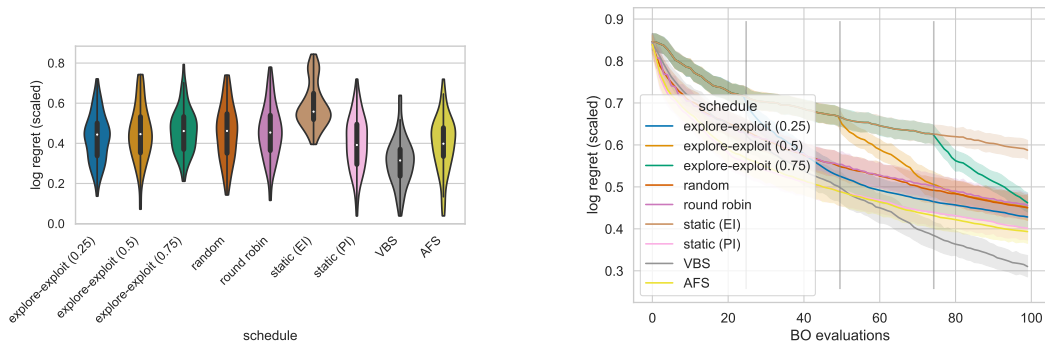 0.8
0.6
0.4
0.2
0.0
log regret (scaled)
explore-exploit (0.25)
explore-exploit (0.5)
explore-exploit (0.75)
random
round robin
static (EI)
static (PI)
VBS
AFS
schedule
0.9
0.8
0.7
0.6
0.5
0.4
0.3
log regret (scaled)
schedule
explore-exploit (0.25)
explore-exploit (0.5)
explore-exploit (0.75)
random
round robin
static (EI)
static (PI)
VBS
AFS
0
20
40
60
80
100
BO evaluations